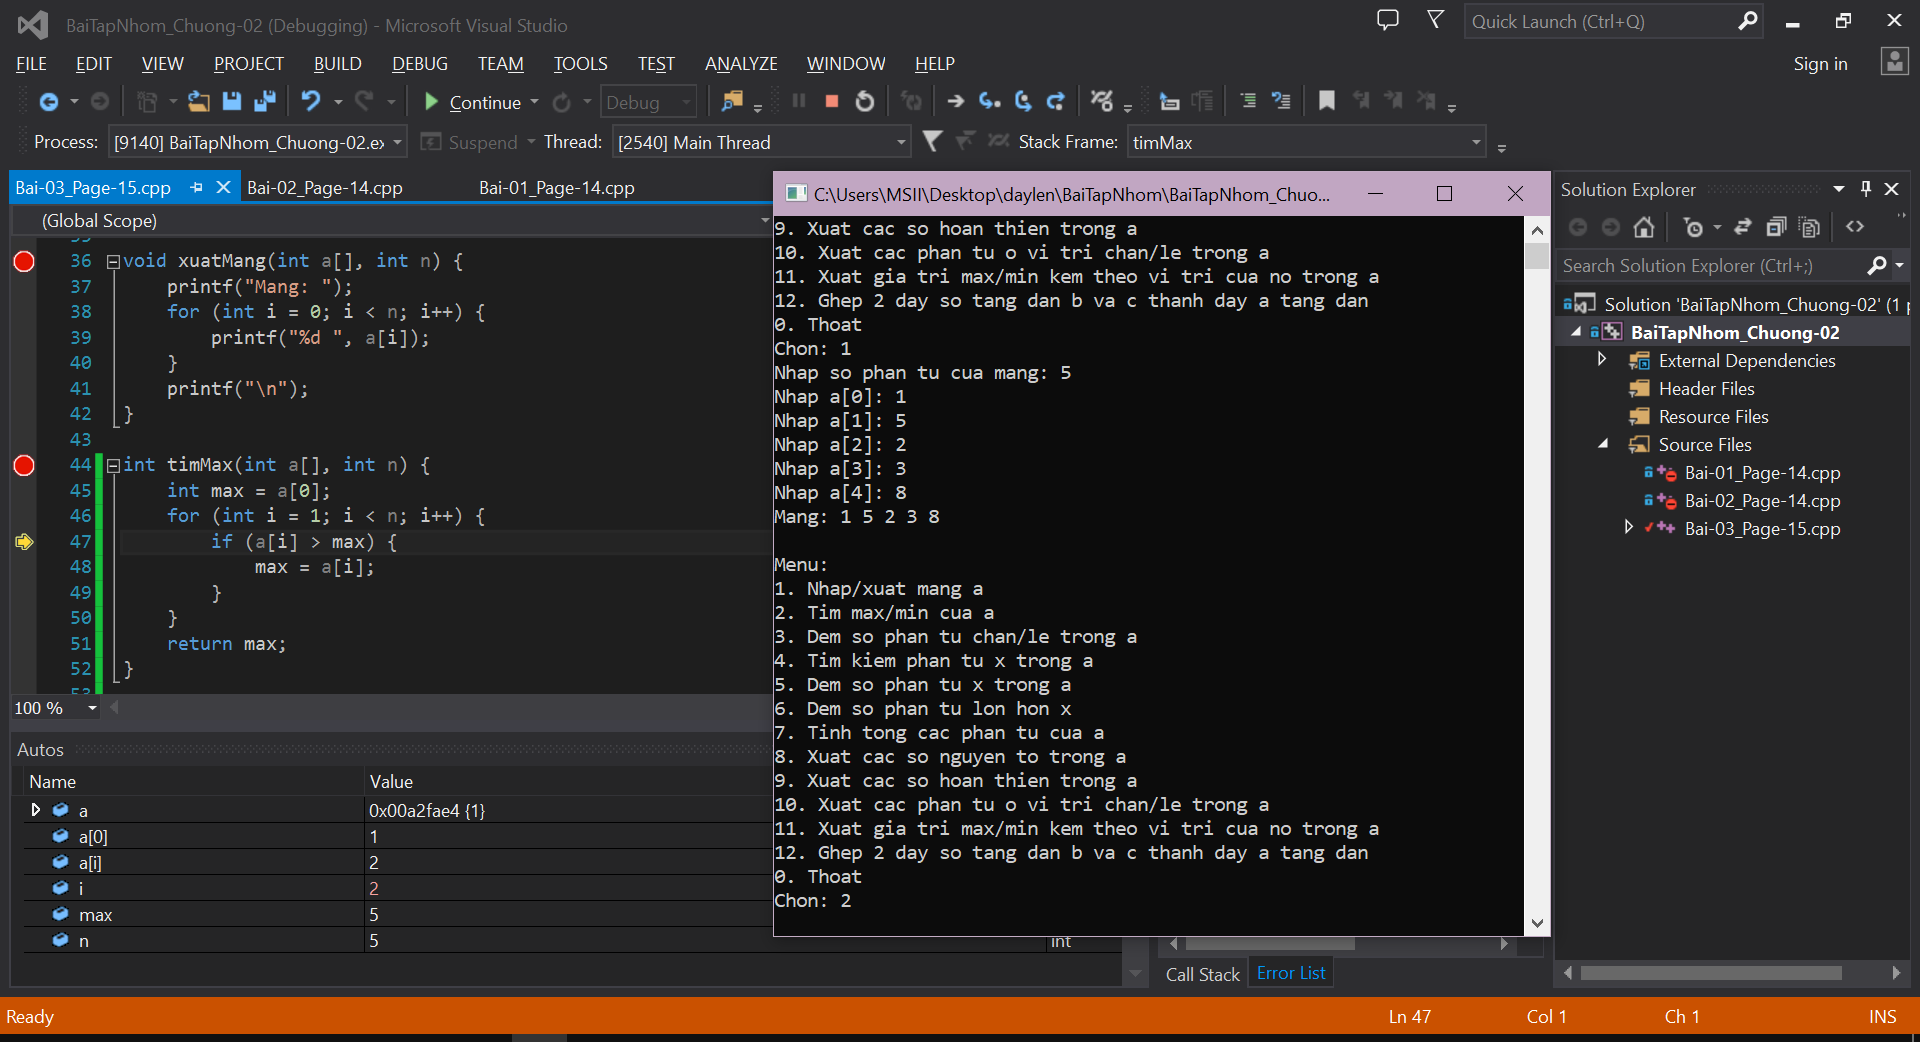 BaiTapNhom_Chuong-02 (Debugging) - Microsoft Visual Studio
Quick Launch (Ctrl+Q)
FILE EDIT VIEW PROJECT BUILD DEBUG TEAM TOOLS TEST ANALYZE WINDOW HELP
Sign in
Continue Debug
Process: [9140] BaiTapNhom_Chuong-02.ex Suspend Thread: [2540] Main Thread Stack Frame: timMax
Bai-03_Page-15.cpp Bai-02_Page-14.cpp Bai-01_Page-14.cpp
(Global Scope)
36 void xuatMang(int a[], int n) {
37 printf("Mang: ");
38 for (int i = 0; i < n; i++) {
39 printf("%d ", a[i]);
40 }
41 printf("\n");
42 }
43
44 int timMax(int a[], int n) {
45 int max = a[0];
46 for (int i = 1; i < n; i++) {
47 if (a[i] > max) {
48 max = a[i];
49 }
50 }
51 return max;
52 }
53
100 %
Autos
Name Value
a 0x00a2fae4 {1}
a[0] 1
a[i] 2
i 2
max 5
n 5 int
C:\Users\MSII\Desktop\daylen\BaiTapNhom\BaiTapNhom_Chuo...
9. Xuat cac so hoan thien trong a
10. Xuat cac phan tu o vi tri chan/le trong a
11. Xuat gia tri max/min kem theo vi tri cua no trong a
12. Ghep 2 day so tang dan b va c thanh day a tang dan
0. Thoat
Chon: 1
Nhap so phan tu cua mang: 5
Nhap a[0]: 1
Nhap a[1]: 5
Nhap a[2]: 2
Nhap a[3]: 3
Nhap a[4]: 8
Mang: 1 5 2 3 8
Menu:
1. Nhap/xuat mang a
2. Tim max/min cua a
3. Dem so phan tu chan/le trong a
4. Tim kiem phan tu x trong a
5. Dem so phan tu x trong a
6. Dem so phan tu lon hon x
7. Tinh tong cac phan tu cua a
8. Xuat cac so nguyen to trong a
9. Xuat cac so hoan thien trong a
10. Xuat cac phan tu o vi tri chan/le trong a
11. Xuat gia tri max/min kem theo vi tri cua no trong a
12. Ghep 2 day so tang dan b va c thanh day a tang dan
0. Thoat
Chon: 2
Call Stack Error List
Solution Explorer
Search Solution Explorer (Ctrl+;)
Solution 'BaiTapNhom_Chuong-02' (1 p
BaiTapNhom_Chuong-02
External Dependencies
Header Files
Resource Files
Source Files
Bai-01_Page-14.cpp
Bai-02_Page-14.cpp
Bai-03_Page-15.cpp
Ready Ln 47 Col 1 Ch 1 INS